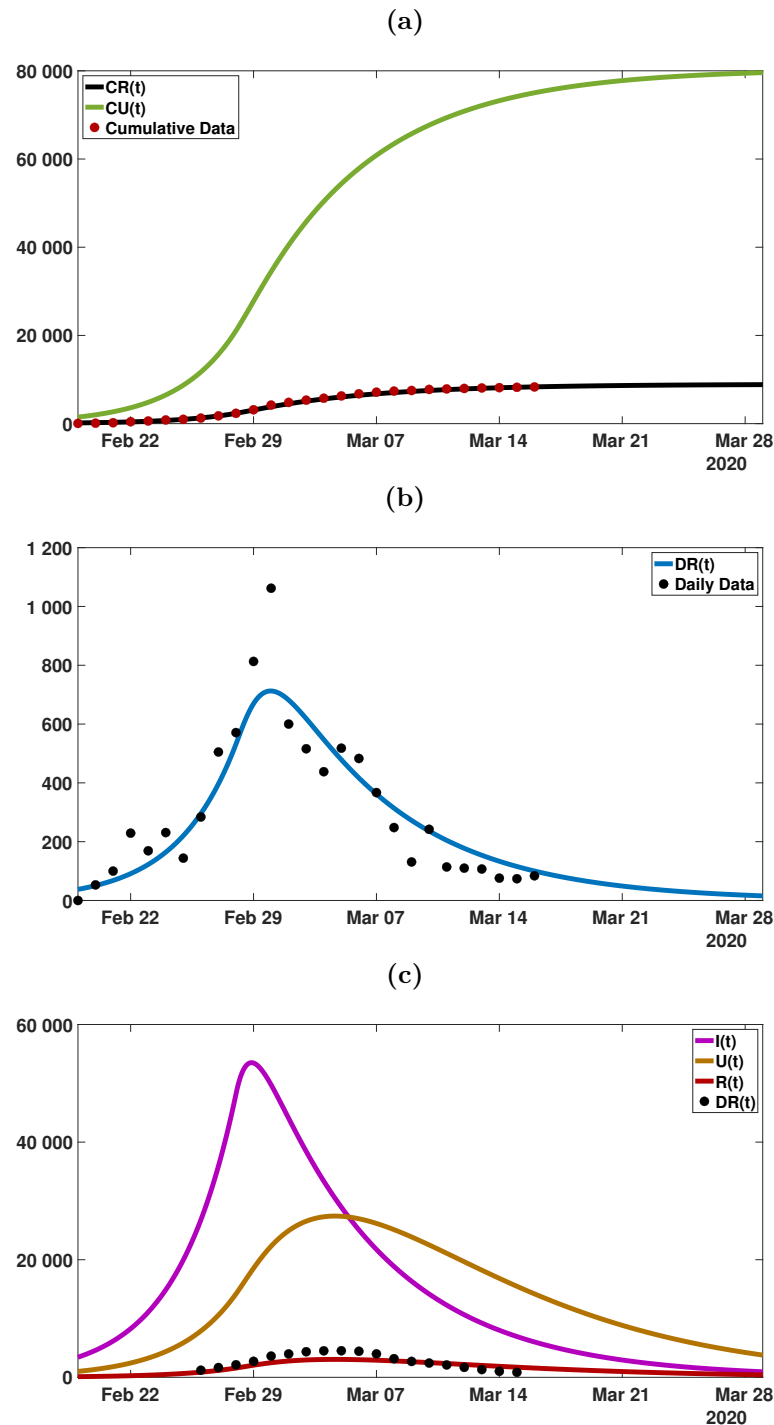 (a)
80 000
60 000
40 000
20 000
0
CR(t)
CU(t)
Cumulative Data
Feb 22 Feb 29 Mar 07 Mar 14 Mar 21 Mar 28
2020
(b)
1 200
1 000
800
600
400
200
0
DR(t)
Daily Data
Feb 22 Feb 29 Mar 07 Mar 14 Mar 21 Mar 28
2020
(c)
60 000
40 000
20 000
0
I(t)
U(t)
R(t)
DR(t)
Feb 22 Feb 29 Mar 07 Mar 14 Mar 21 Mar 28
2020